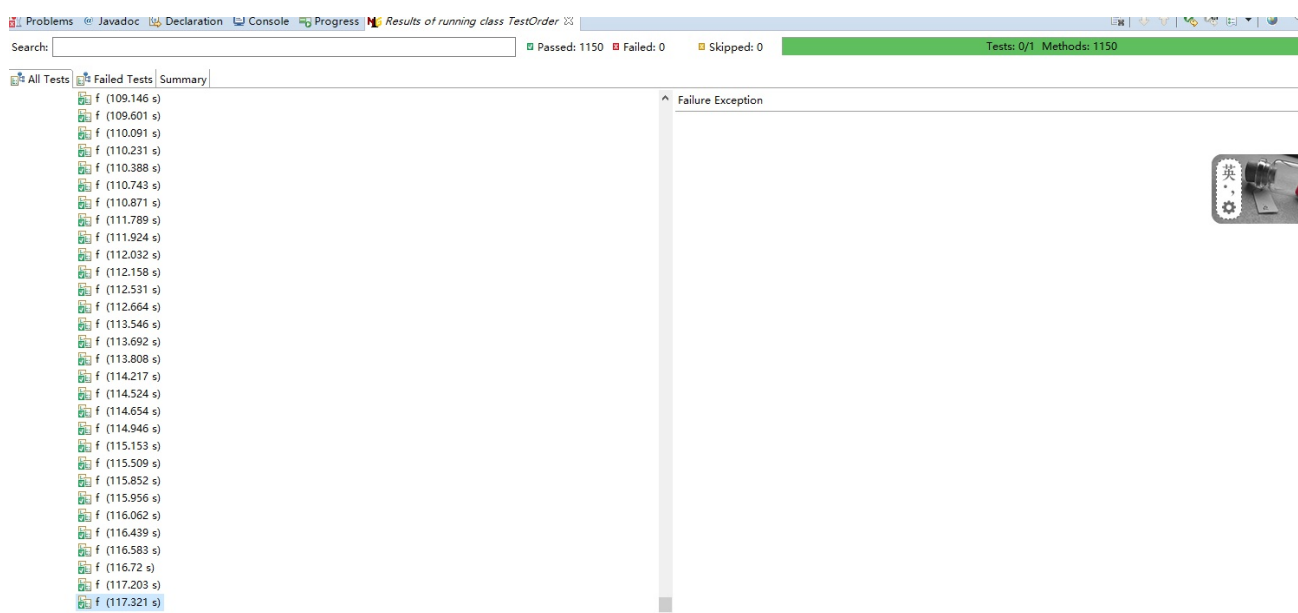 Problems @ Javadoc Declaration Console Progress Results of running class TestOrder
Search: Passed: 1150 Failed: 0 Skipped: 0 Tests: 0/1 Methods: 1150
All Tests Failed Tests Summary
f (109.146 s) Failure Exception
f (109.601 s)
f (110.091 s)
f (110.231 s)
f (110.388 s)
f (110.743 s)
f (110.871 s)
f (111.789 s)
f (111.924 s)
f (112.032 s)
f (112.158 s)
f (112.531 s)
f (112.664 s)
f (113.546 s)
f (113.692 s)
f (113.808 s)
f (114.217 s)
f (114.524 s)
f (114.654 s)
f (114.946 s)
f (115.153 s)
f (115.509 s)
f (115.852 s)
f (115.956 s)
f (116.062 s)
f (116.439 s)
f (116.583 s)
f (116.72 s)
f (117.203 s)
f (117.321 s)
英